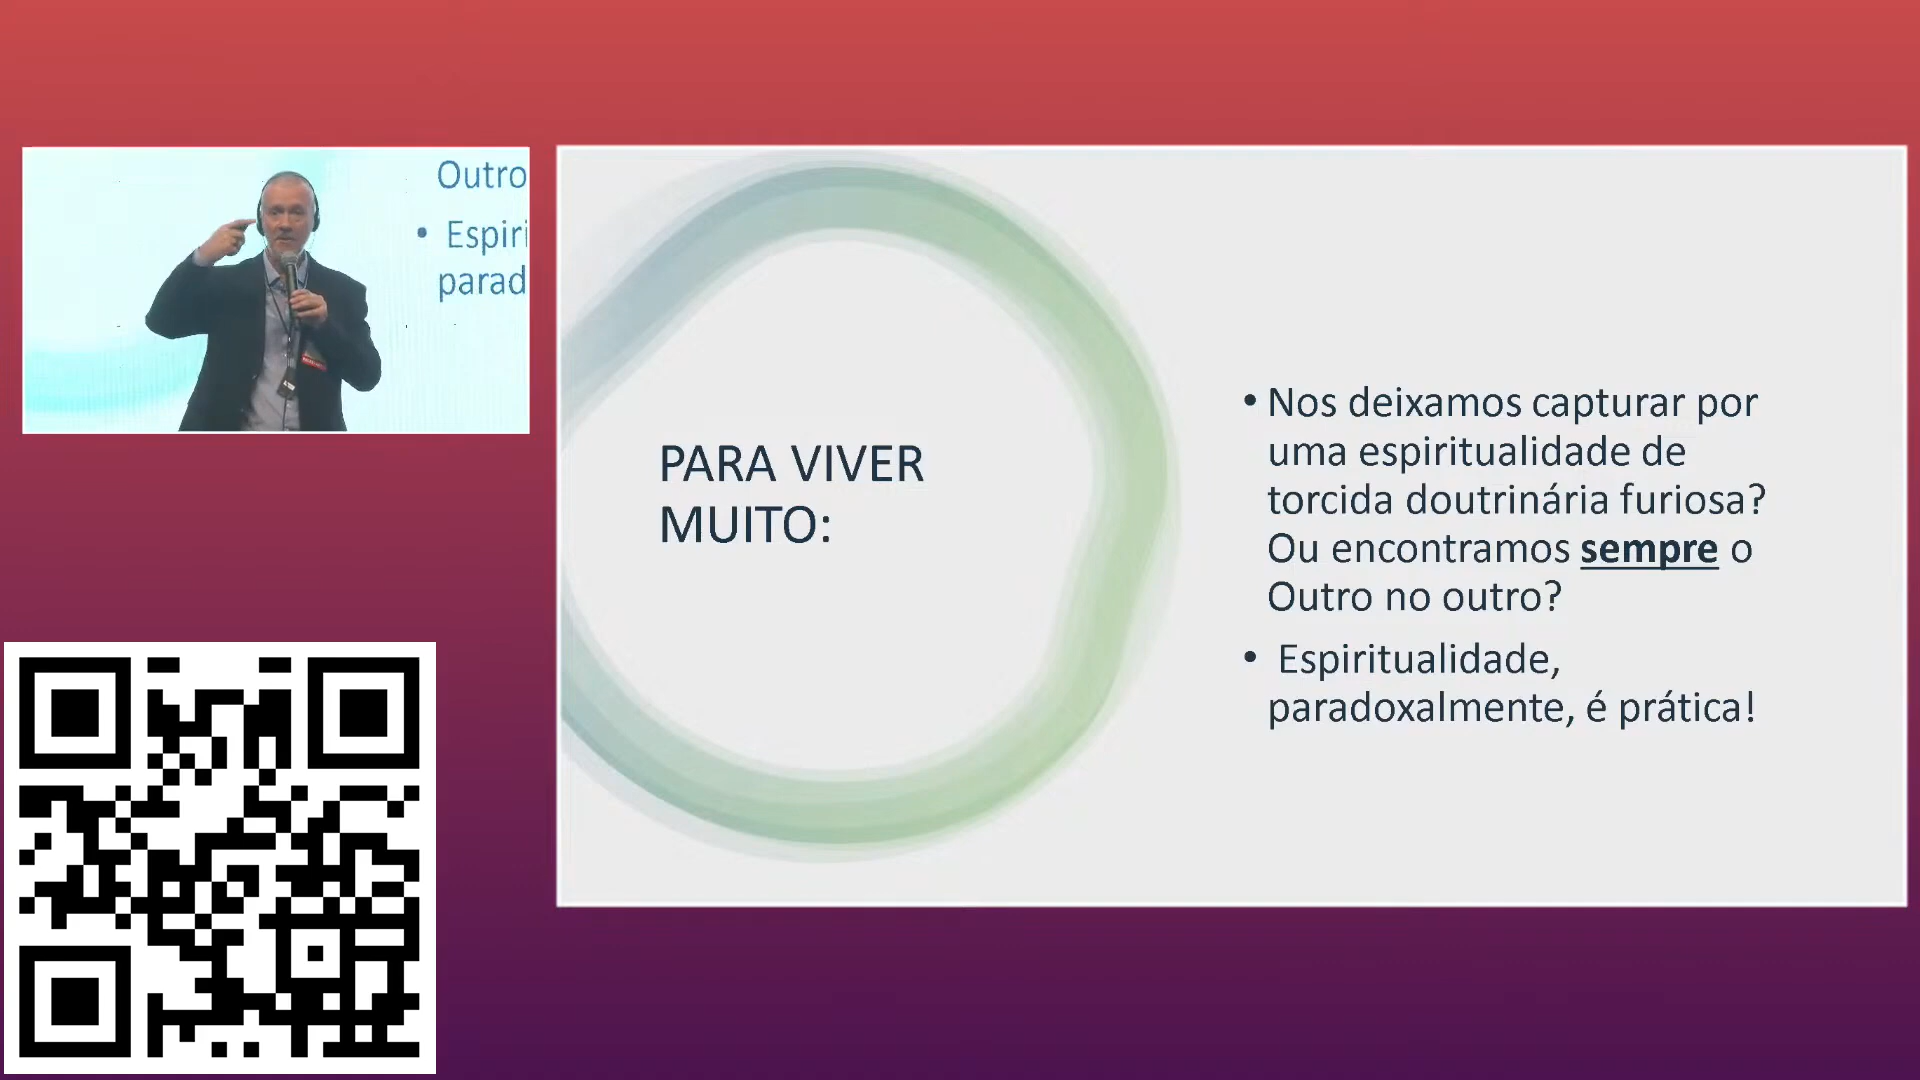 Outro
• Espiri
parad
PARA VIVER
MUITO:
• Nos deixamos capturar por
uma espiritualidade de
torcida doutrinária furiosa?
Ou encontramos sempre o
Outro no outro?
• Espiritualidade,
paradoxalmente, é prática!